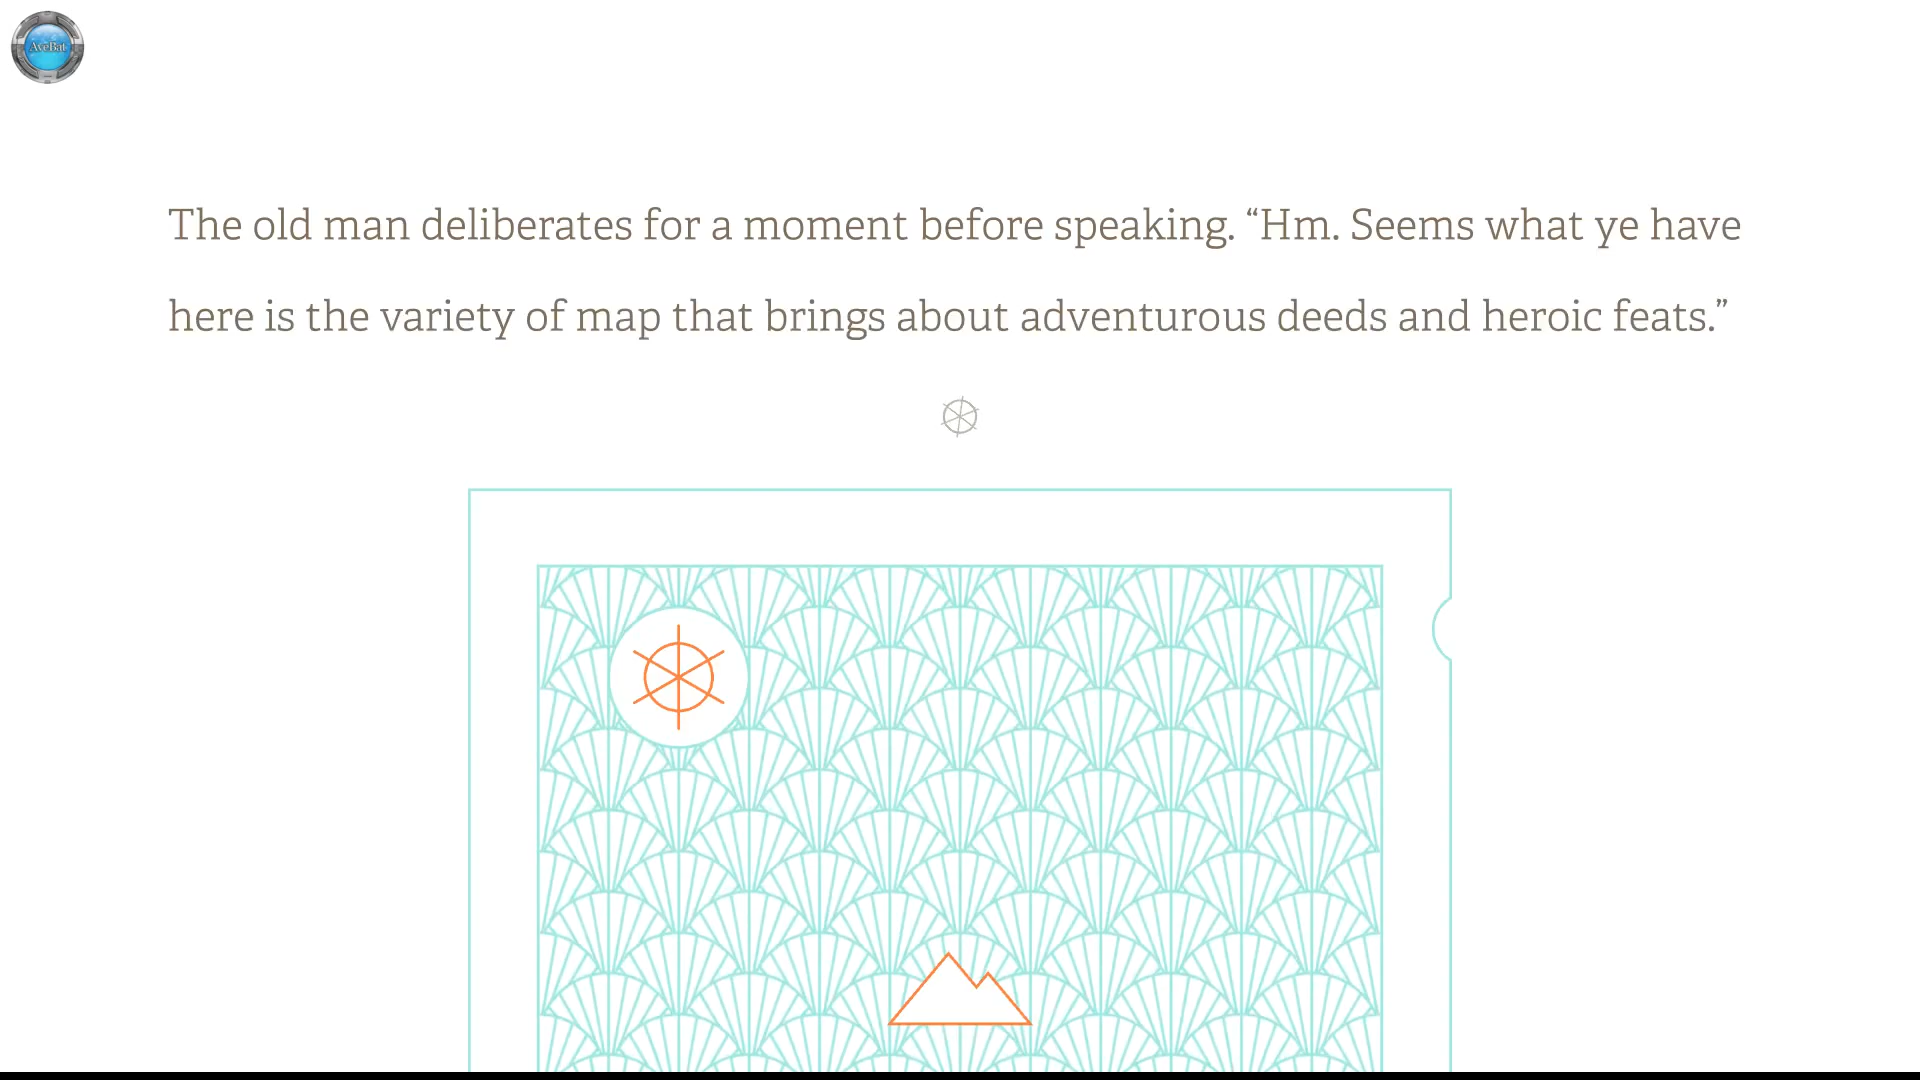 AveBat
The old man deliberates for a moment before speaking. “Hm. Seems what ye have
here is the variety of map that brings about adventurous deeds and heroic feats.”